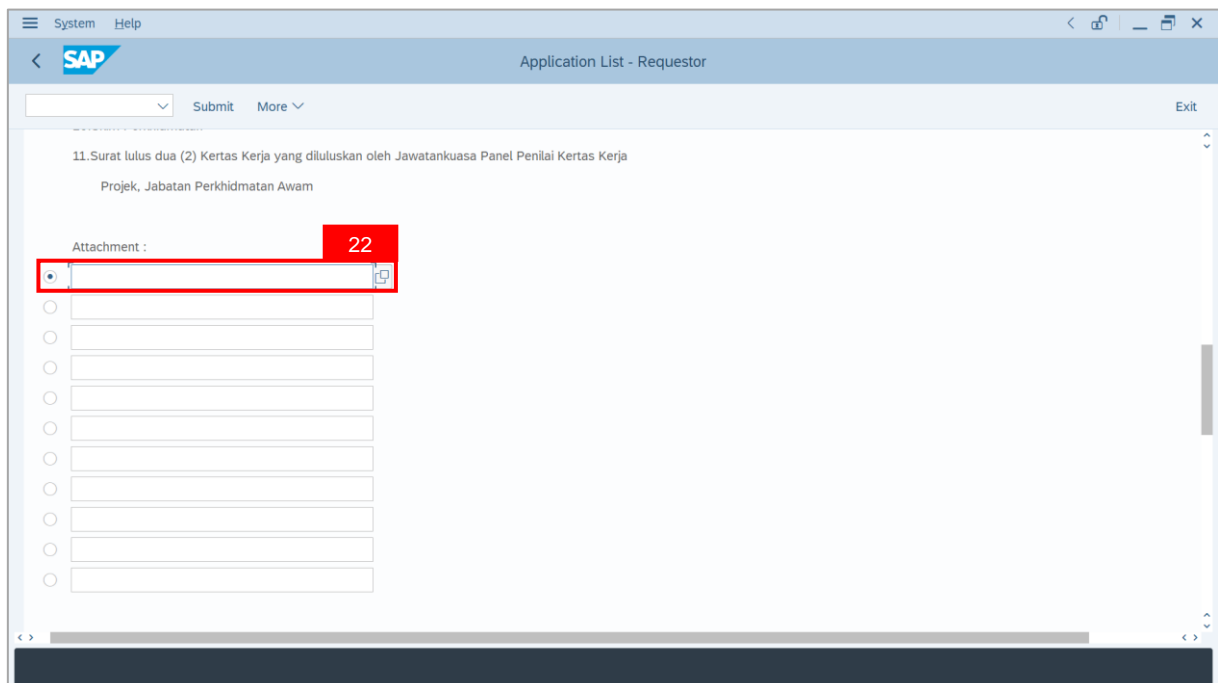 System Help
SAP
Application List - Requestor
Submit More Exit
11.Surat lulus dua (2) Kertas Kerja yang diluluskan oleh Jawatankuasa Panel Penilai Kertas Kerja
Projek, Jabatan Perkhidmatan Awam
Attachment :
22